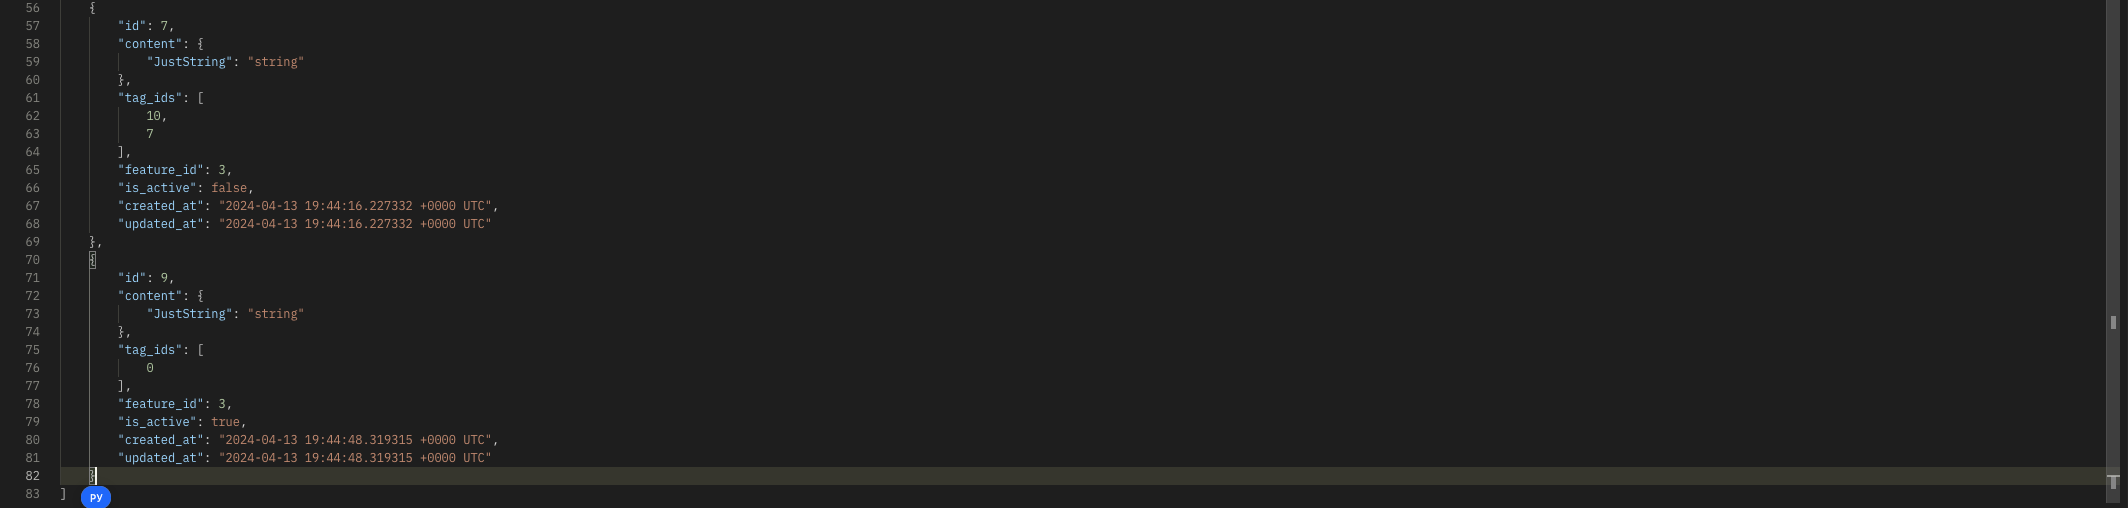 56 {
57 "id": 7,
58 "content": {
59 "JustString": "string"
60 },
61 "tag_ids": [
62 10,
63 7
64 ],
65 "feature_id": 3,
66 "is_active": false,
67 "created_at": "2024-04-13 19:44:16.227332 +0000 UTC",
68 "updated_at": "2024-04-13 19:44:16.227332 +0000 UTC"
69 },
70 {
71 "id": 9,
72 "content": {
73 "JustString": "string"
74 },
75 "tag_ids": [
76 0
77 ],
78 "feature_id": 3,
79 "is_active": true,
80 "created_at": "2024-04-13 19:44:48.319315 +0000 UTC",
81 "updated_at": "2024-04-13 19:44:48.319315 +0000 UTC"
82 }
83 ]
ру